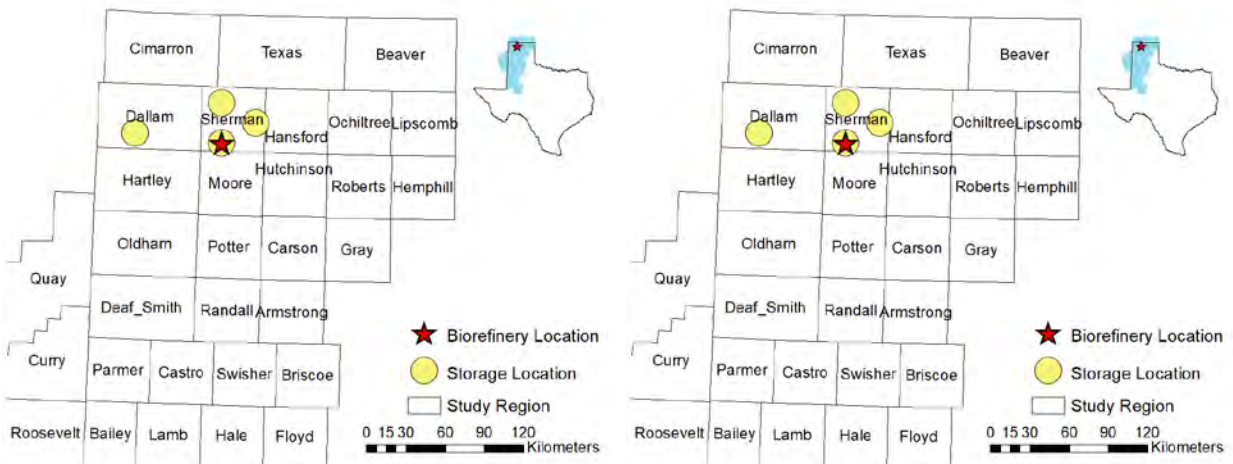 Cimarron Texas Beaver
Dallam Sherman Hansford Ochiltree Lipscomb
Hartley Moore Hutchinson Roberts Hemphill
Oldham Potter Carson Gray
Quay
Deaf_Smith Randall Armstrong
Biorefinery Location
Curry Parmer Castro Swisher Briscoe
Storage Location
Study Region
Roosevelt Bailey Lamb Hale Floyd
0 15 30 60 90 120
Kilometers
Cimarron Texas Beaver
Dallam Sherman Hansford Ochiltree Lipscomb
Hartley Moore Hutchinson Roberts Hemphill
Oldham Potter Carson Gray
Quay
Deaf_Smith Randall Armstrong
Biorefinery Location
Curry Parmer Castro Swisher Briscoe
Storage Location
Study Region
Roosevelt Bailey Lamb Hale Floyd
0 15 30 60 90 120
Kilometers